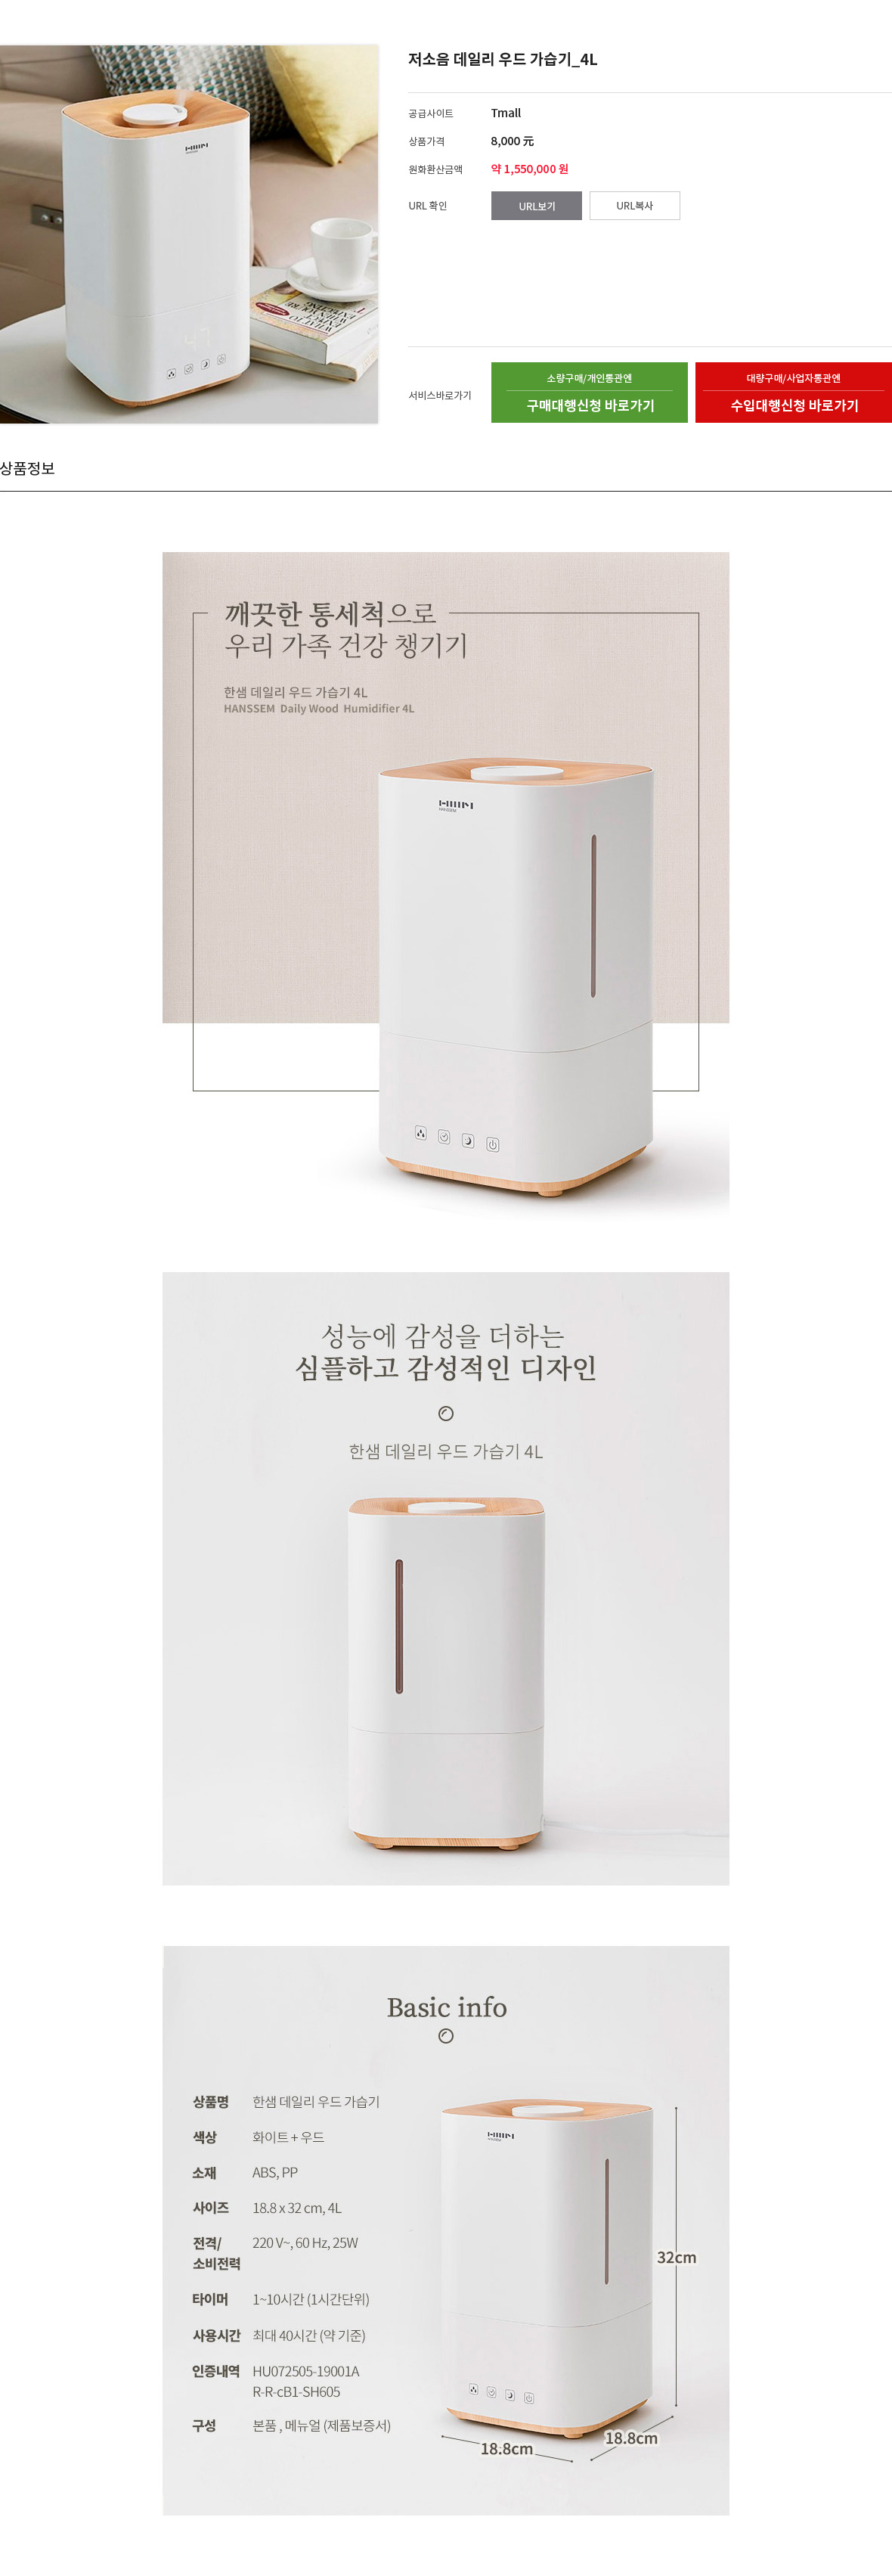 저소음 데일리 우드 가습기_4L
공급사이트 Tmall
상품가격 8,000 元
원화환산금액 약 1,550,000 원
URL 확인 URL보기 URL복사
서비스바로가기
소량구매/개인통관엔
구매대행신청 바로가기
대량구매/사업자통관엔
수입대행신청 바로가기
상품정보
깨끗한 통세척으로
우리 가족 건강 챙기기
한샘 데일리 우드 가습기 4L
HANSSEM Daily Wood Humidifier 4L
성능에 감성을 더하는
심플하고 감성적인 디자인
한샘 데일리 우드 가습기 4L
Basic info
상품명 한샘 데일리 우드 가습기
색상 화이트 + 우드
소재 ABS, PP
사이즈 18.8 x 32 cm, 4L
전격/ 220 V~, 60 Hz, 25W
소비전력
타이머 1~10시간 (1시간단위)
사용시간 최대 40시간 (약 기준)
인증내역 HU072505-19001A
R-R-cB1-SH605
구성 본품 , 메뉴얼 (제품보증서)
32cm
18.8cm
18.8cm